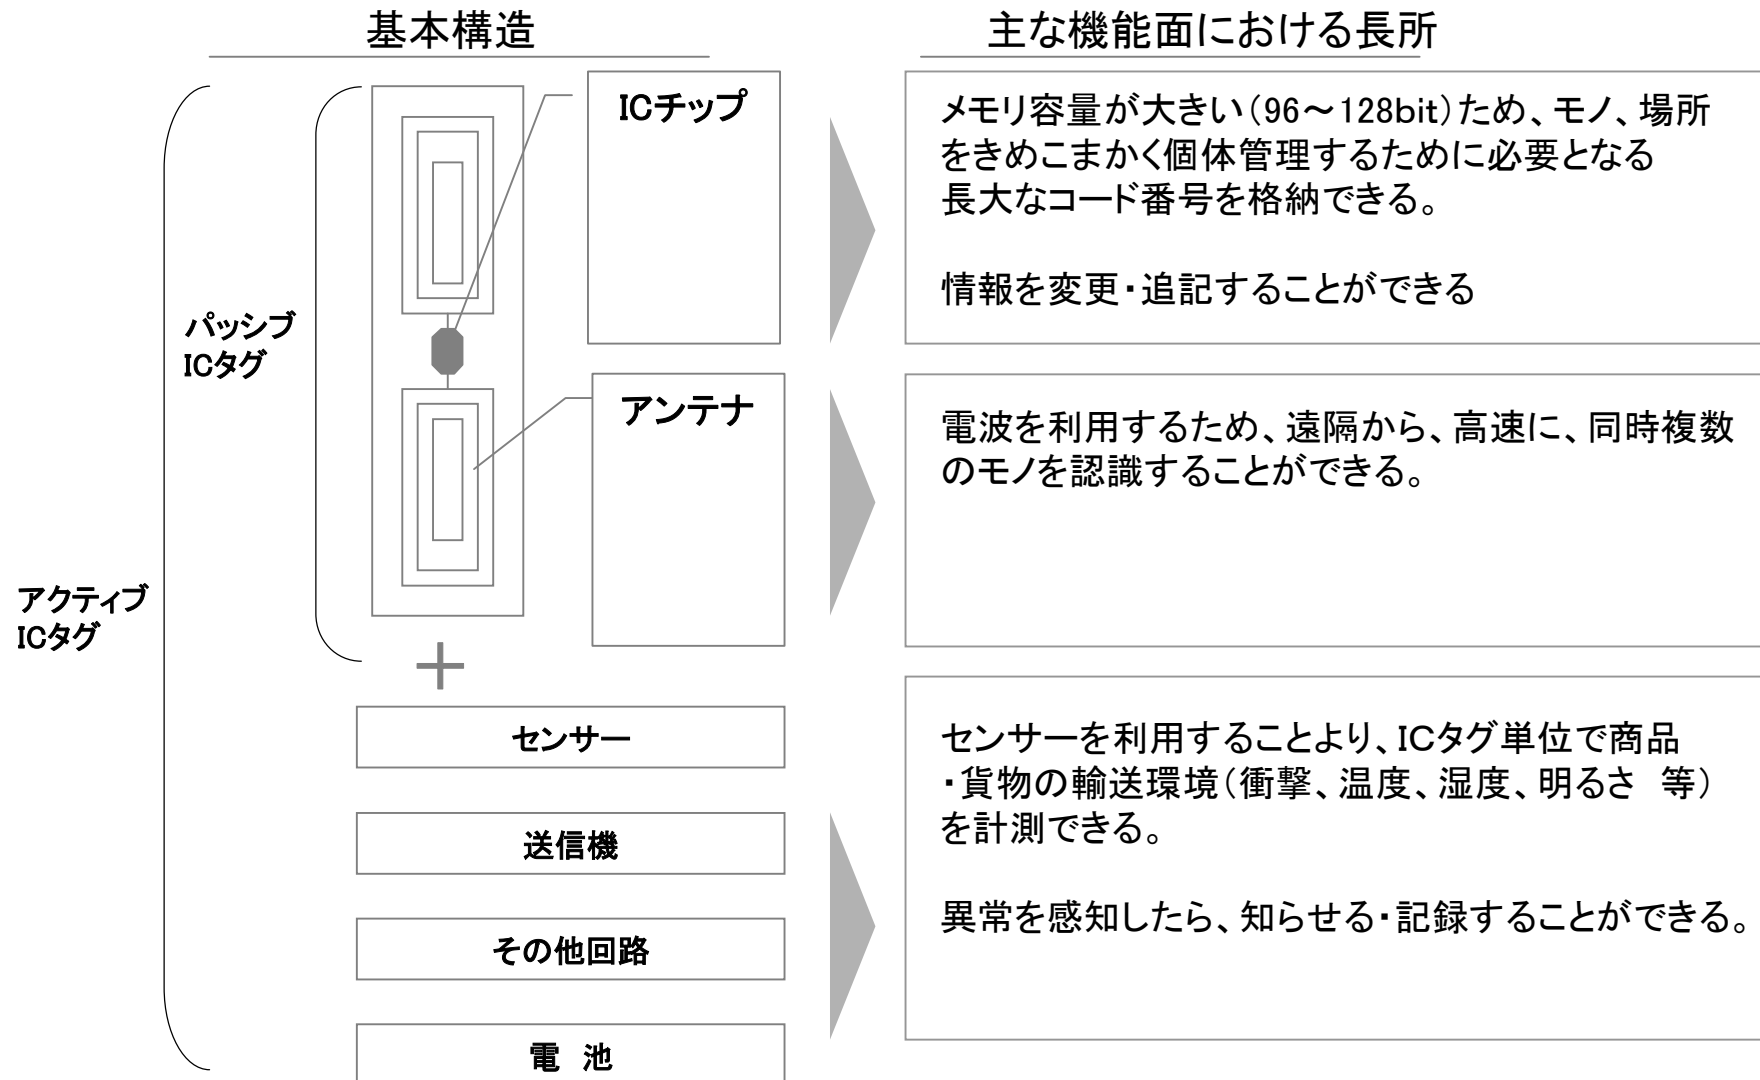 基本構造
主な機能面における長所
ICチップ
メモリ容量が大きい(96～128bit)ため、モノ、場所
をきめこまかく個体管理するために必要となる
長大なコード番号を格納できる。
情報を変更・追記することができる
パッシブ
ICタグ
アンテナ
電波を利用するため、遠隔から、高速に、同時複数
のモノを認識することができる。
アクティブ
ICタグ
センサー
送信機
その他回路
電　池
センサーを利用することより、ICタグ単位で商品
・貨物の輸送環境(衝撃、温度、湿度、明るさ　等)
を計測できる。
異常を感知したら、知らせる・記録することができる。